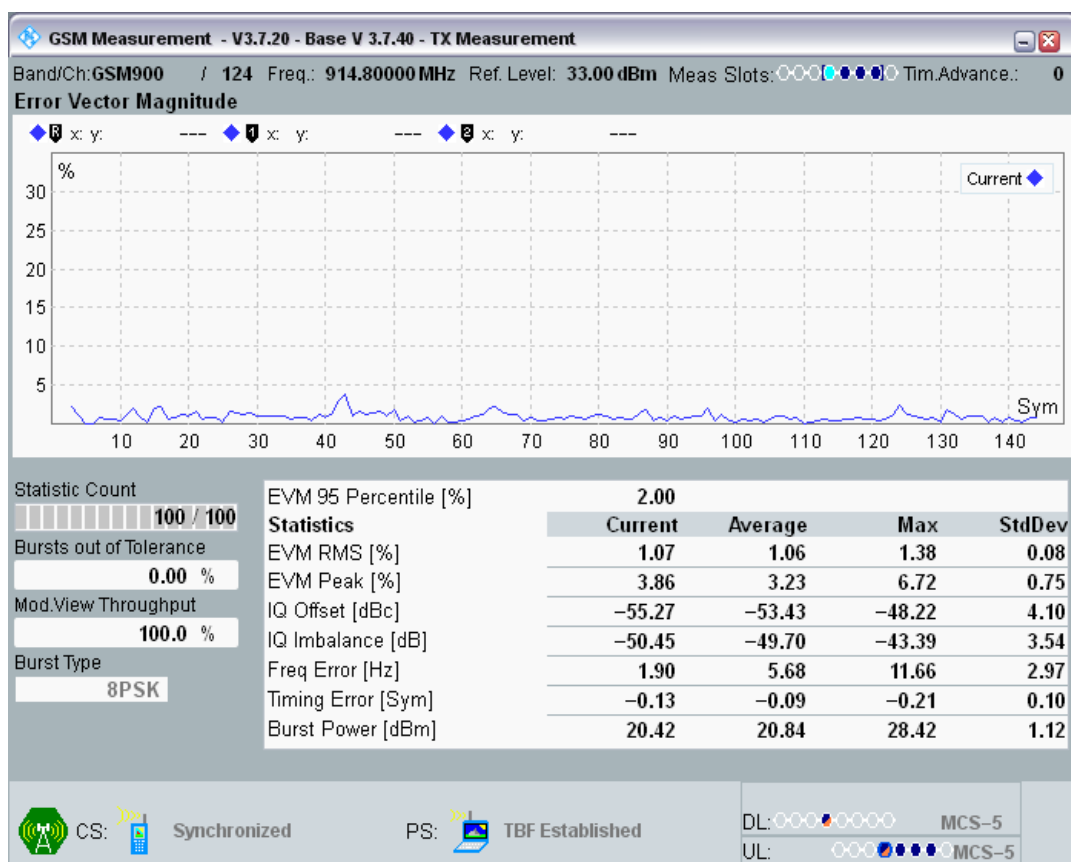 GSM Measurement - V3.7.20 - Base V 3.7.40 - TX Measurement
Band/Ch:GSM900 / 124 Freq.: 914.80000 MHz Ref. Level: 33.00 dBm Meas Slots: Tim.Advance.: 0
Error Vector Magnitude
R x: y: --- 1 x: y: --- 2 x: y: ---
%
Current
30
25
20
15
10
5
Sym
10 20 30 40 50 60 70 80 90 100 110 120 130 140
Statistic Count
100 / 100
Bursts out of Tolerance
0.00 %
Mod.View Throughput
100.0 %
Burst Type
8PSK
EVM 95 Percentile [%] 2.00
Statistics Current Average Max StdDev
EVM RMS [%] 1.07 1.06 1.38 0.08
EVM Peak [%] 3.86 3.23 6.72 0.75
IQ Offset [dBc] −55.27 −53.43 −48.22 4.10
IQ Imbalance [dB] −50.45 −49.70 −43.39 3.54
Freq Error [Hz] 1.90 5.68 11.66 2.97
Timing Error [Sym] −0.13 −0.09 −0.21 0.10
Burst Power [dBm] 20.42 20.84 28.42 1.12
CS: Synchronized PS: TBF Established
DL: MCS−5
UL: MCS−5